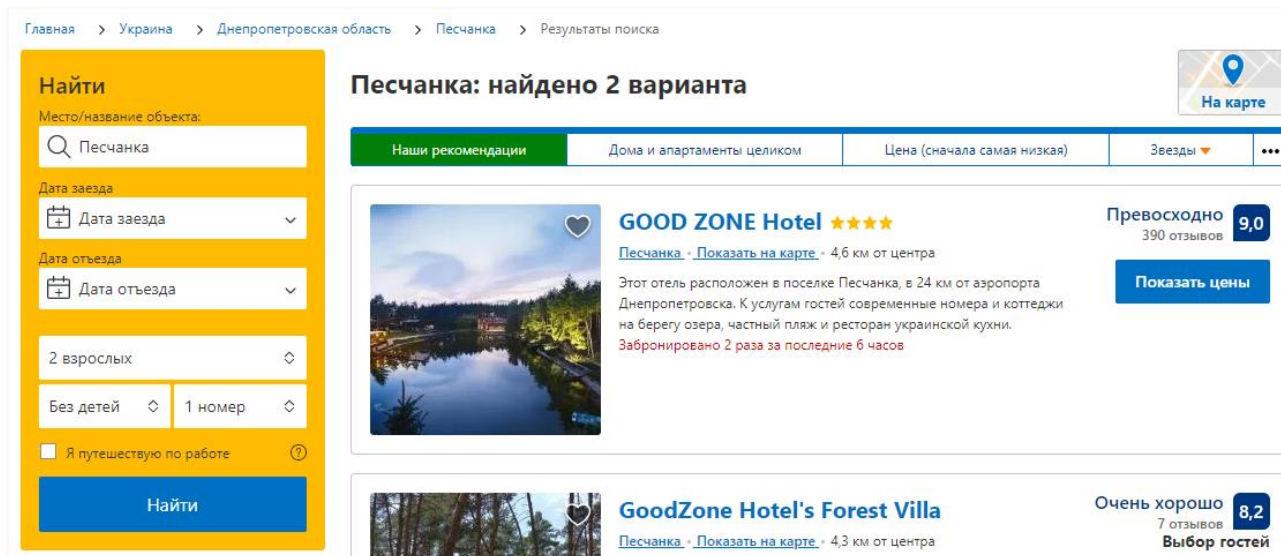 Главная > Украина > Днепропетровская область > Песчанка > Результаты поиска
Найти
Место/название объекта:
Песчанка
Дата заезда
Дата заезда
Дата отъезда
Дата отъезда
2 взрослых
Без детей 1 номер
Я путешествую по работе
Найти
Песчанка: найдено 2 варианта
На карте
Наши рекомендации Дома и апартаменты целиком Цена (сначала самая низкая) Звезды ...
GOOD ZONE Hotel
Песчанка • Показать на карте • 4,6 км от центра
Этот отель расположен в поселке Песчанка, в 24 км от аэропорта
Днепропетровска. К услугам гостей современные номера и коттеджи
на берегу озера, частный пляж и ресторан украинской кухни.
Забронировано 2 раза за последние 6 часов
Превосходно 9,0
390 отзывов
Показать цены
GoodZone Hotel's Forest Villa
Песчанка • Показать на карте • 4,3 км от центра
Очень хорошо 8,2
7 отзывов
Выбор гостей